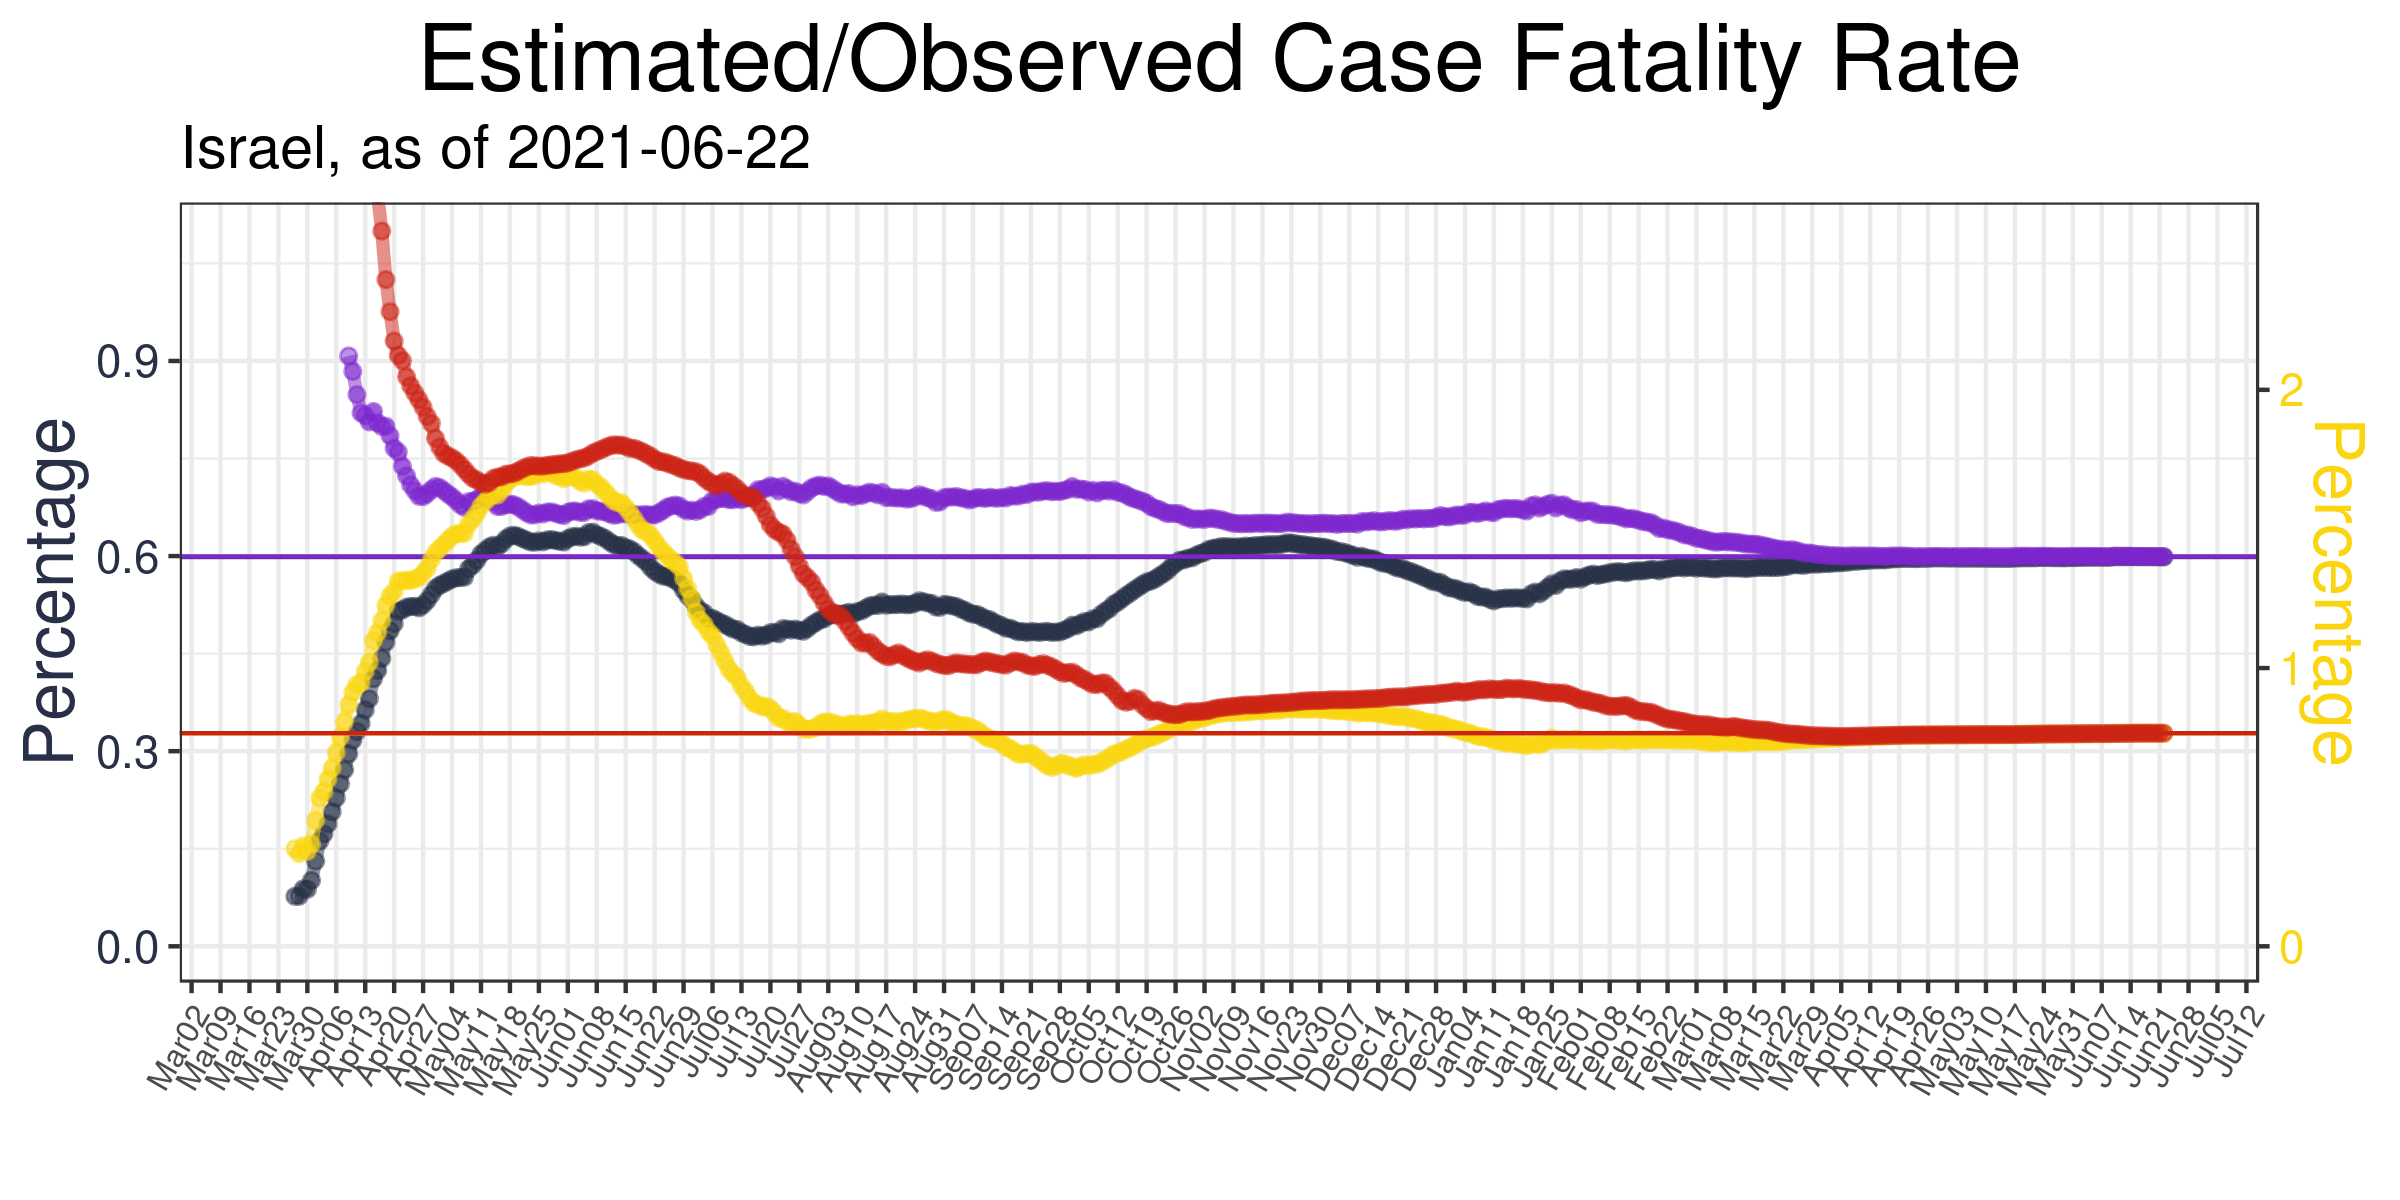 Estimated/Observed Case Fatality Rate
Israel, as of 2021-06-22
Percentage
0.9
0.6
0.3
0.0
2
1
0
Percentage
Mar02
Mar09
Mar16
Mar23
Mar30
Apr06
Apr13
Apr20
Apr27
May04
May11
May18
May25
Jun01
Jun08
Jun15
Jun22
Jun29
Jul06
Jul13
Jul20
Jul27
Aug03
Aug10
Aug17
Aug24
Aug31
Sep07
Sep14
Sep21
Sep28
Oct05
Oct12
Oct19
Oct26
Nov02
Nov09
Nov16
Nov23
Nov30
Dec07
Dec14
Dec21
Dec28
Jan04
Jan11
Jan18
Jan25
Feb01
Feb08
Feb15
Feb22
Mar01
Mar08
Mar15
Mar22
Mar29
Apr05
Apr12
Apr19
Apr26
May03
May10
May17
May24
May31
Jun07
Jun14
Jun21
Jun28
Jul05
Jul12